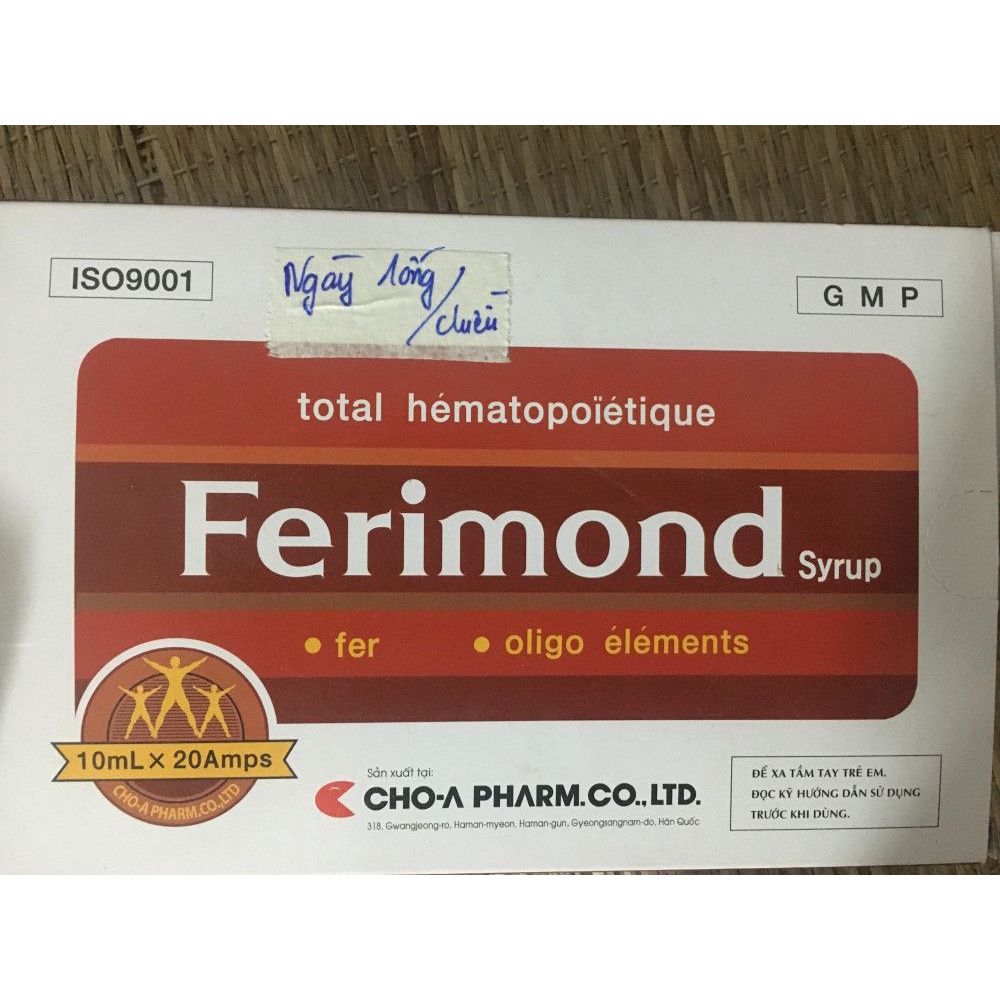 ISO9001
Ngày 1ống/
chiều
G M P
total hématopoïétique
Ferimond Syrup
• fer • oligo éléments
10mL × 20Amps
CHO-A PHARM.CO.,LTD
Sản xuất tại:
CHO-A PHARM.CO.,LTD.
318, Gwangjeong-ro, Haman-myeon, Haman-gun, Gyeongsangnam-do, Hàn Quốc
ĐỂ XA TẦM TAY TRẺ EM.
ĐỌC KỸ HƯỚNG DẪN SỬ DỤNG
TRƯỚC KHI DÙNG.